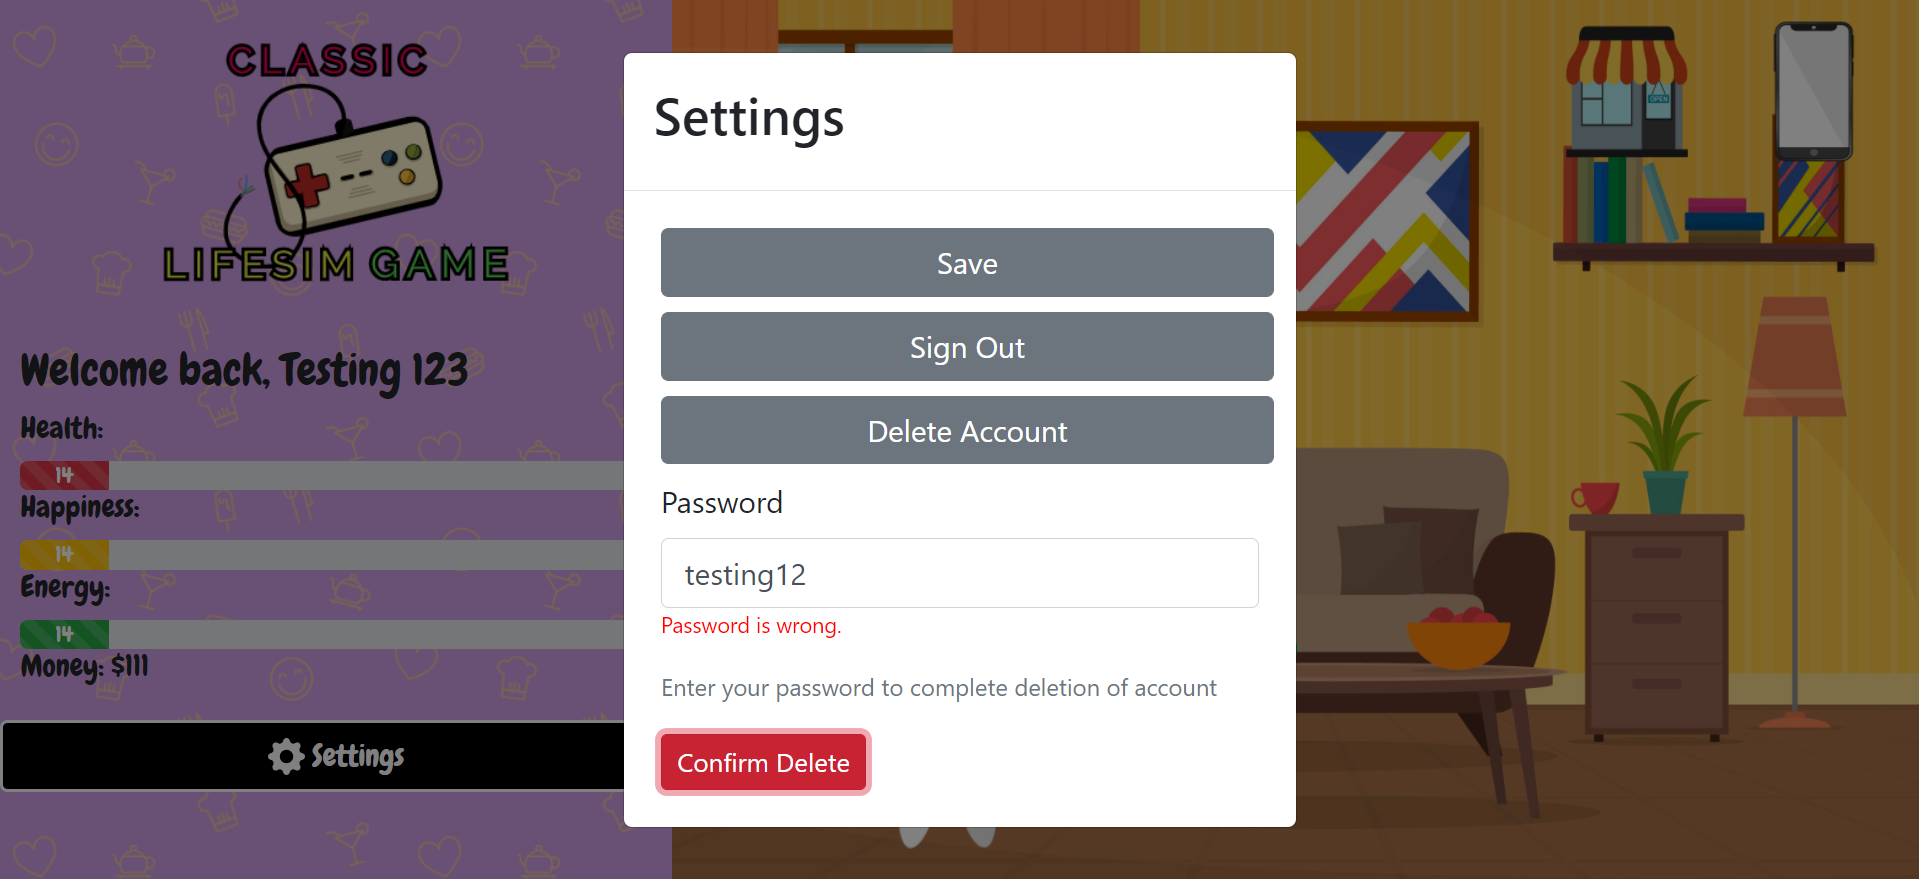 CLASSIC
LIFESIM GAME
Welcome back, Testing 123
Health:
14
Happiness:
14
Energy:
14
Money: $111
Settings
Settings
Save
Sign Out
Delete Account
Password
testing12
Password is wrong.
Enter your password to complete deletion of account
Confirm Delete
OPEN